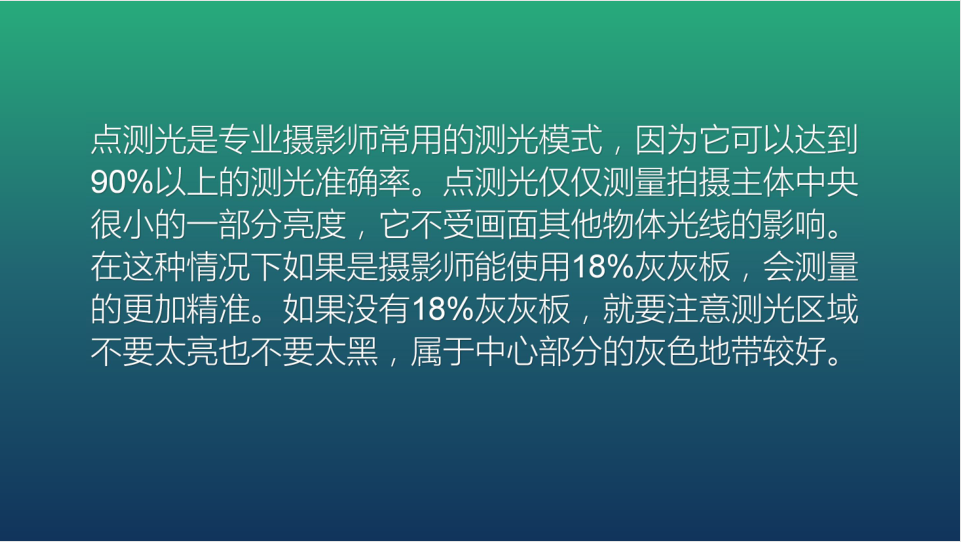 点测光是专业摄影师常用的测光模式，因为它可以达到
90%以上的测光准确率。点测光仅仅测量拍摄主体中央
很小的一部分亮度，它不受画面其他物体光线的影响。
在这种情况下如果是摄影师能使用18%灰灰板，会测量
的更加精准。如果没有18%灰灰板，就要注意测光区域
不要太亮也不要太黑，属于中心部分的灰色地带较好。